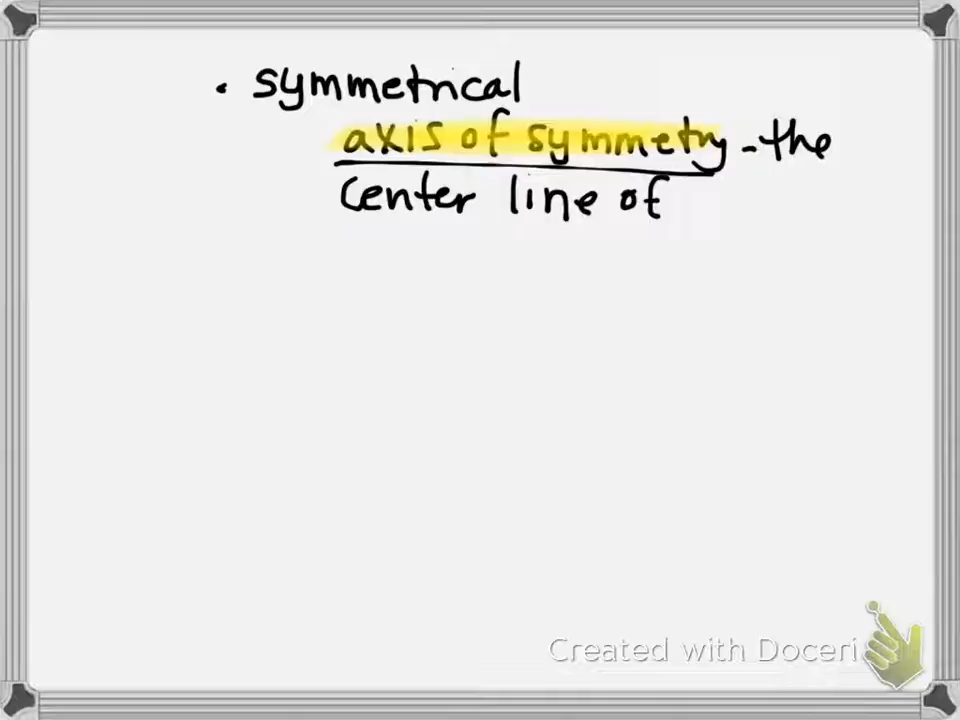 • symmetrical
axis of symmetry - the
center line of
Created with Doceri